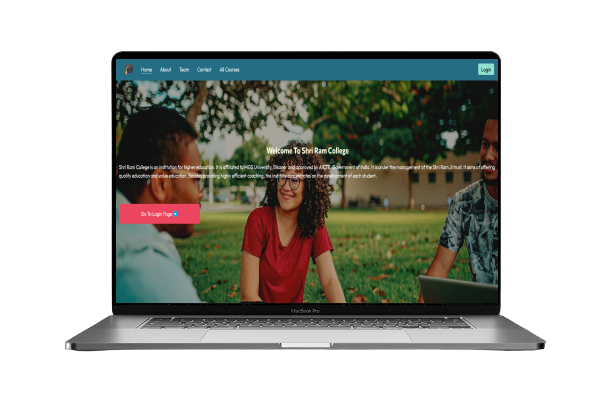 Home About Team Contact All Courses Login
Welcome To Shri Ram College
Shri Ram College is an institution for higher education. It is affiliated to MGS University, Bikaner and approved by AICTE, Government of India. It is under the management of the Shri Ram Ji trust. It aims of offering
quality education and value education. Besides providing highly efficient coaching, the institute concentrates on the development of each student.
Go To Login Page
MacBook Pro